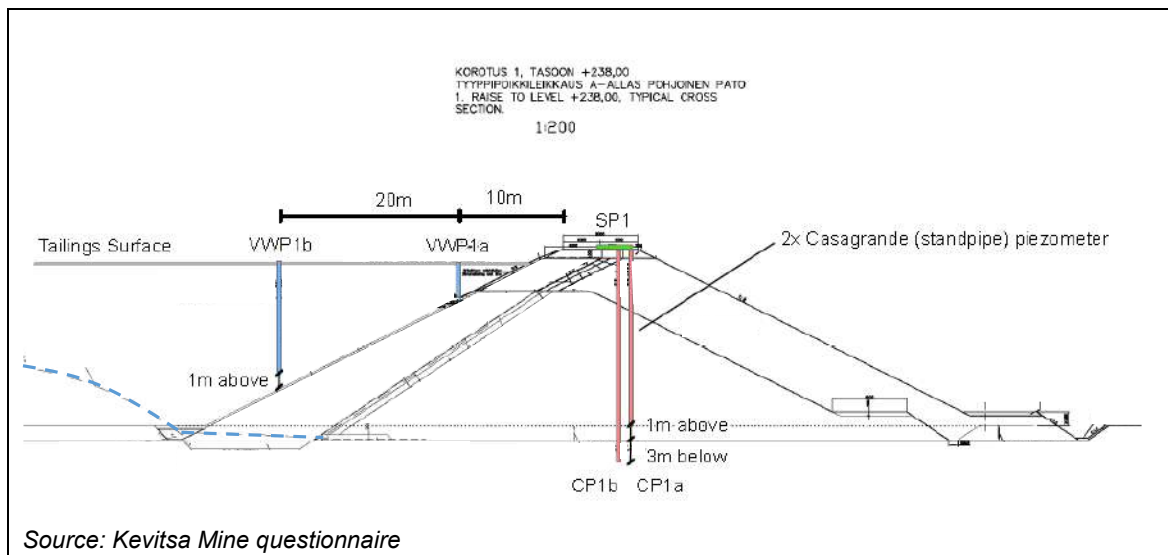 KOROTUS 1, TASOON +238,00
TYYPPIPOIKKILEIKKAUS A-ALLAS POHJOINEN PATO
1. RAISE TO LEVEL +238,00, TYPICAL CROSS
SECTION.
1:200
20m
10m
SP1
Tailings Surface
VWP1b
VWP1a
2x Casagrande (standpipe) piezometer
1m above
1m above
3m below
CP1b
CP1a
Source: Kevitsa Mine questionnaire